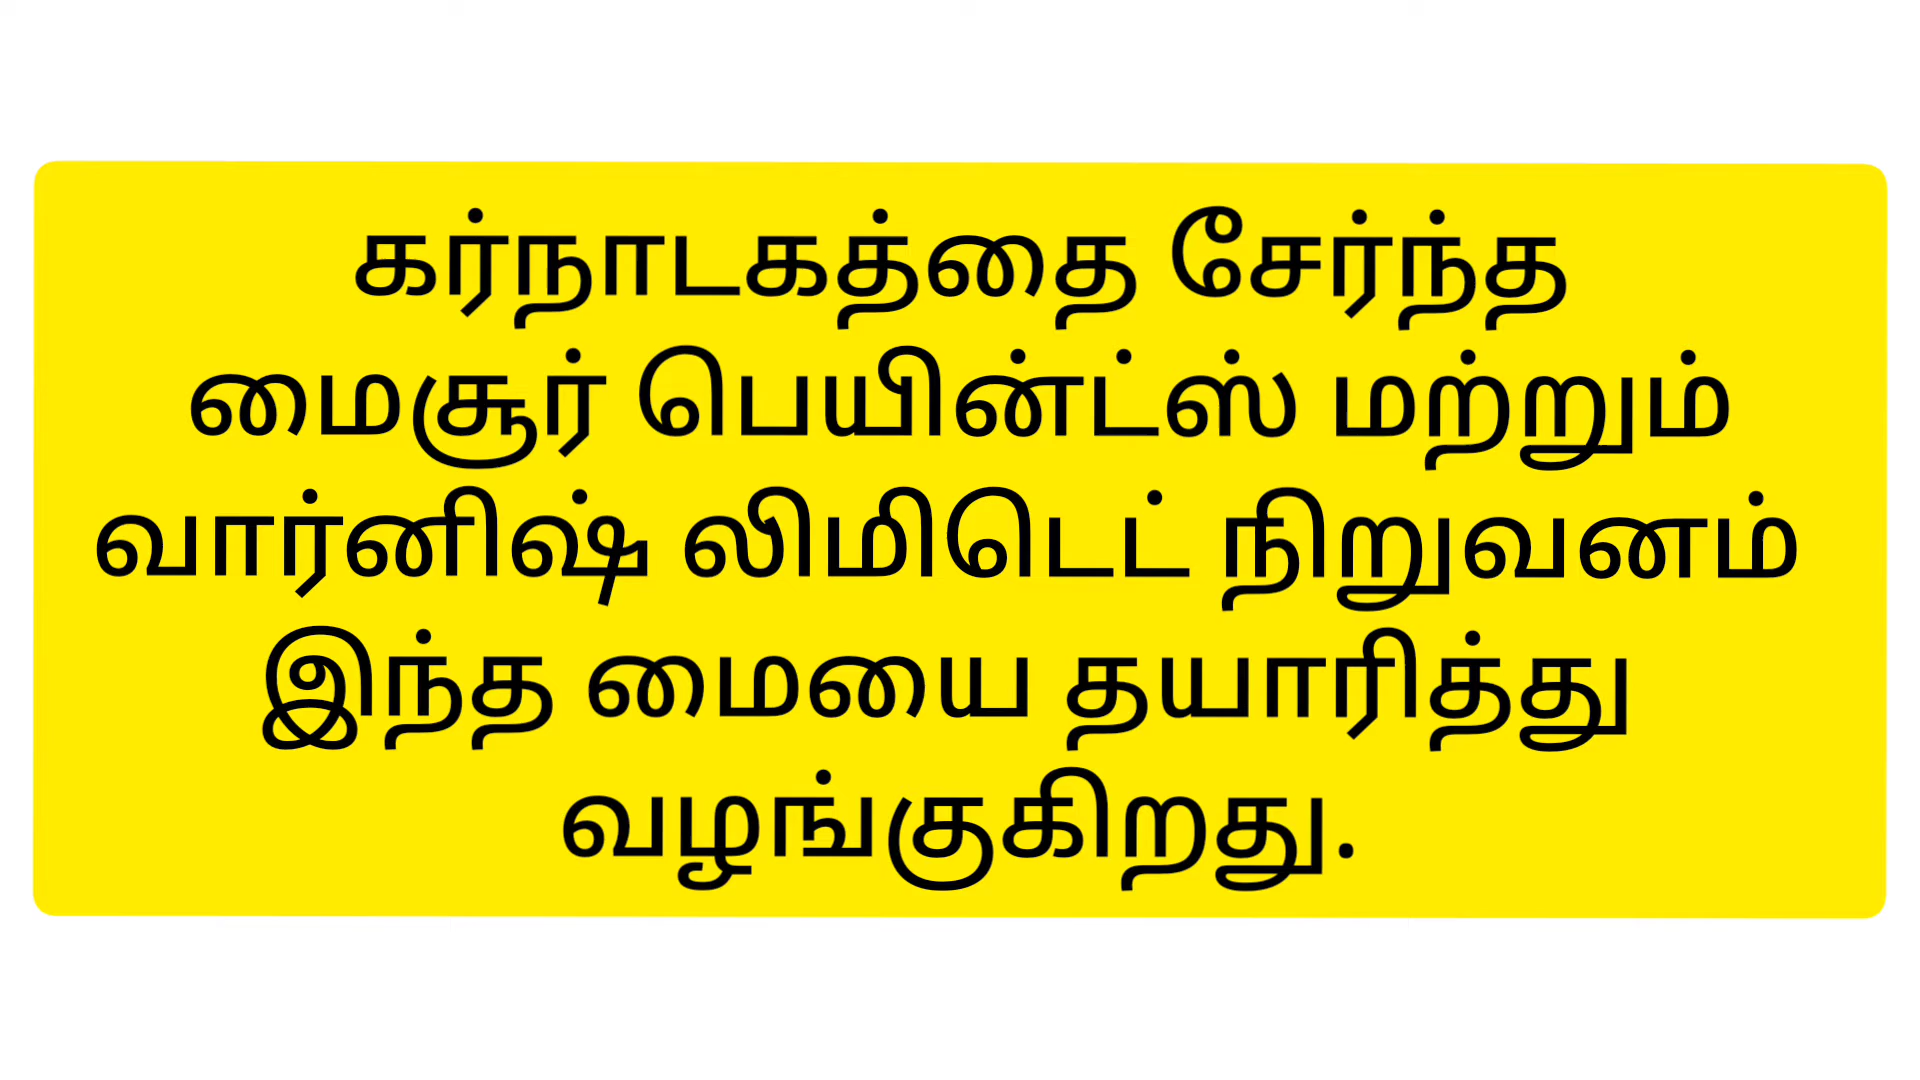 கர்நாடகத்தை சேர்ந்த
மைசூர் பெயின்ட்ஸ் மற்றும்
வார்னிஷ் லிமிடெட் நிறுவனம்
இந்த மையை தயாரித்து
வழங்குகிறது.